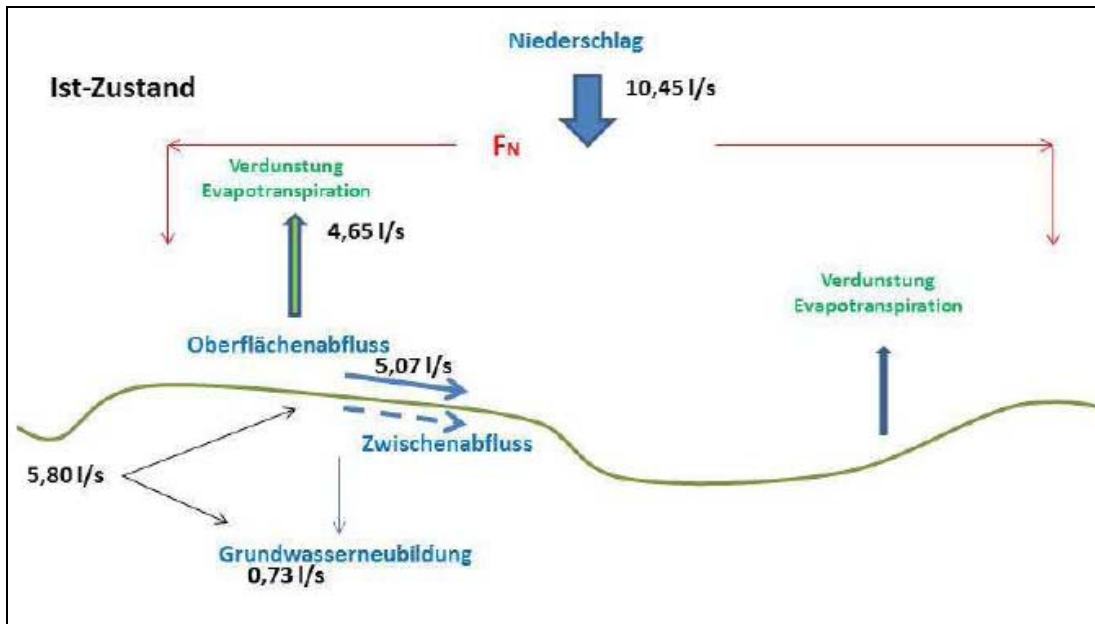 Niederschlag
Ist-Zustand
10,45 l/s
FN
Verdunstung
Evapotranspiration
4,65 l/s
Verdunstung
Evapotranspiration
Oberflächenabfluss
5,07 l/s
Zwischenabfluss
5,80 l/s
Grundwasserneubildung
0,73 l/s